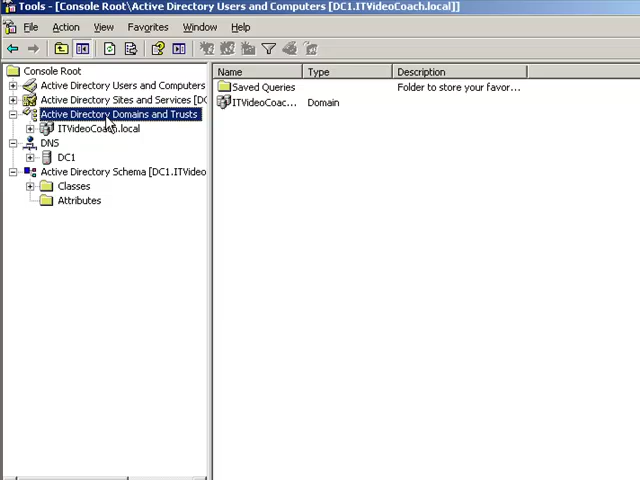 Tools - [Console Root\Active Directory Users and Computers [DC1.ITVideoCoach.local]]
File Action View Favorites Window Help
Console Root
Active Directory Users and Computers
Active Directory Sites and Services [DC
Active Directory Domains and Trusts
ITVideoCoach.local
DNS
DC1
Active Directory Schema [DC1.ITVideo
Classes
Attributes
Name Type Description
Saved Queries Folder to store your favor...
ITVideoCoac... Domain